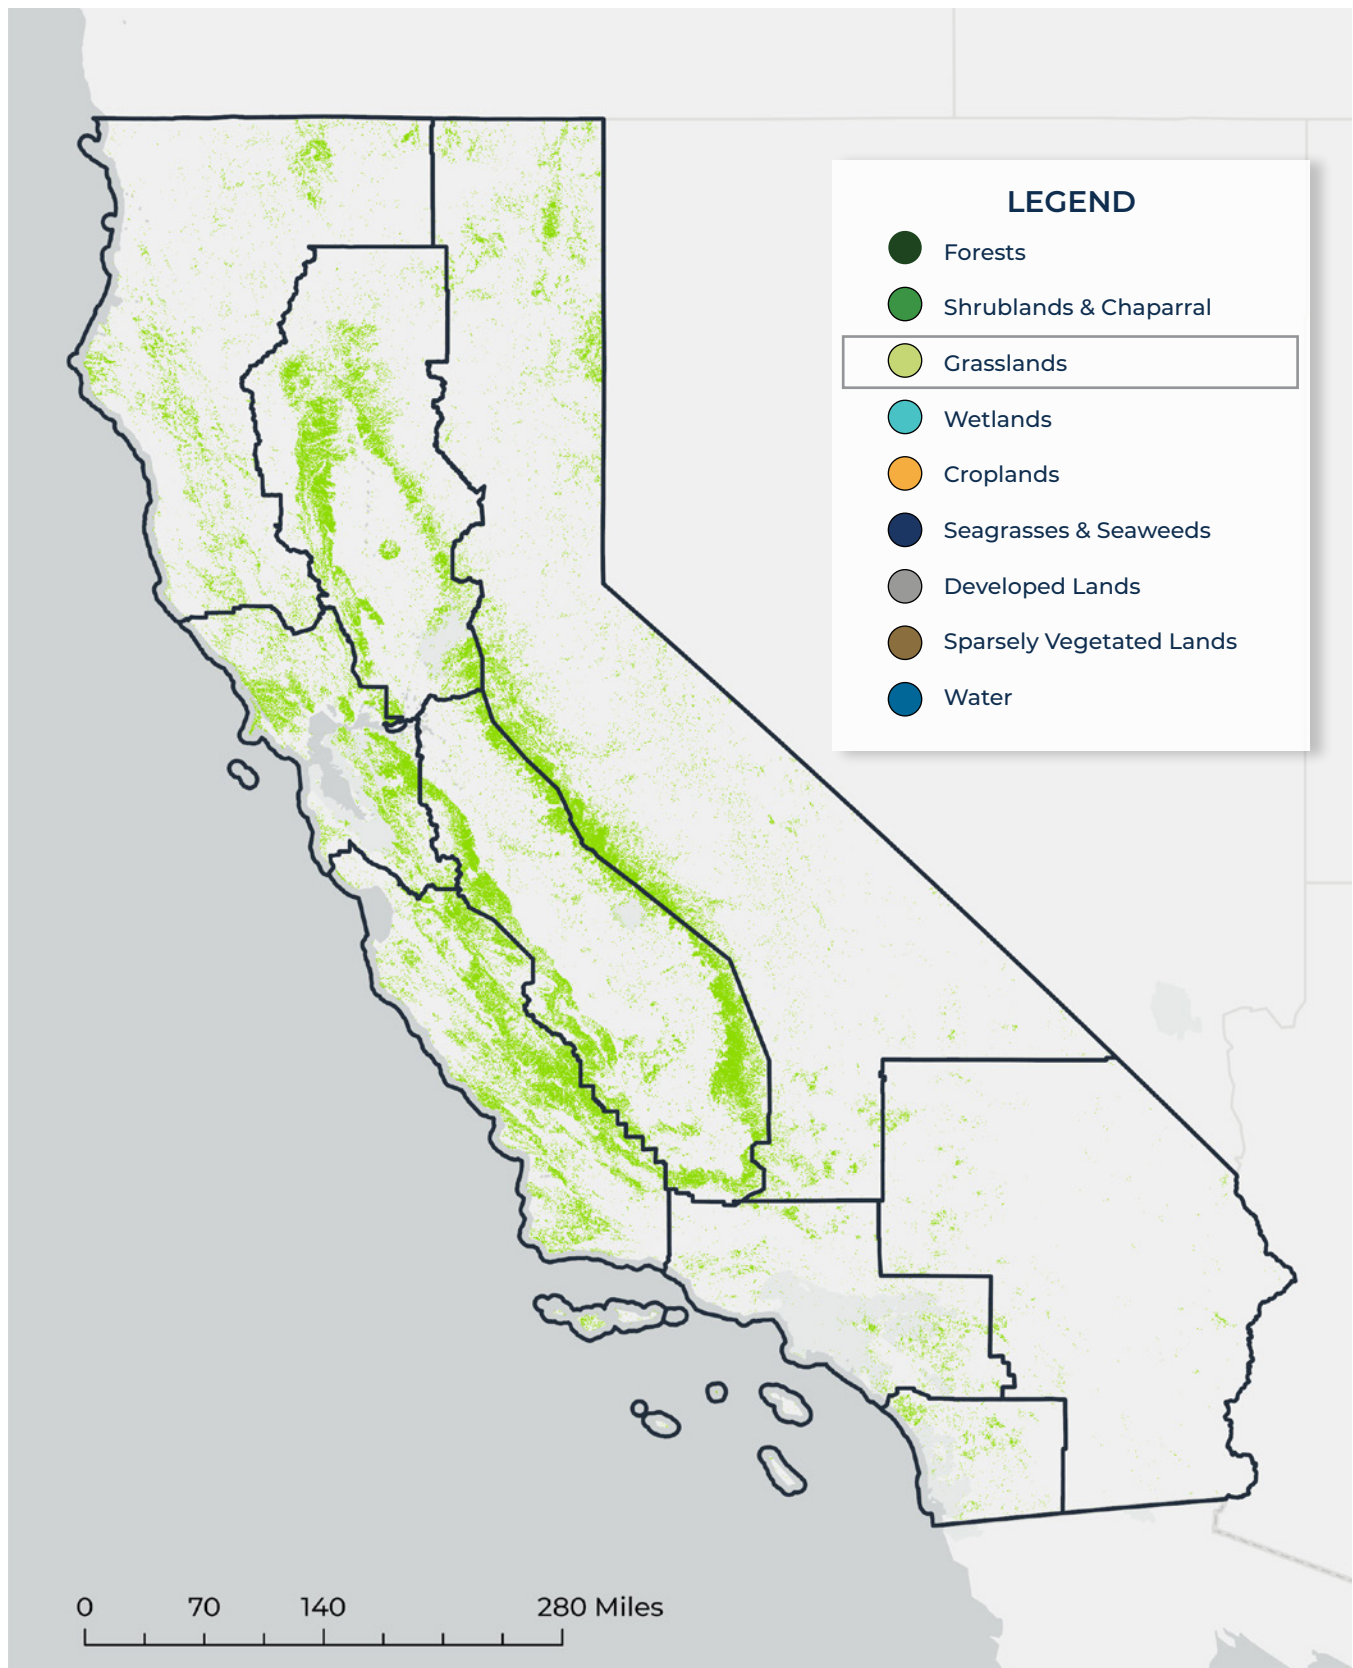 LEGEND
Forests
Shrublands & Chaparral
Grasslands
Wetlands
Croplands
Seagrasses & Seaweeds
Developed Lands
Sparsely Vegetated Lands
Water
0 70 140 280 Miles